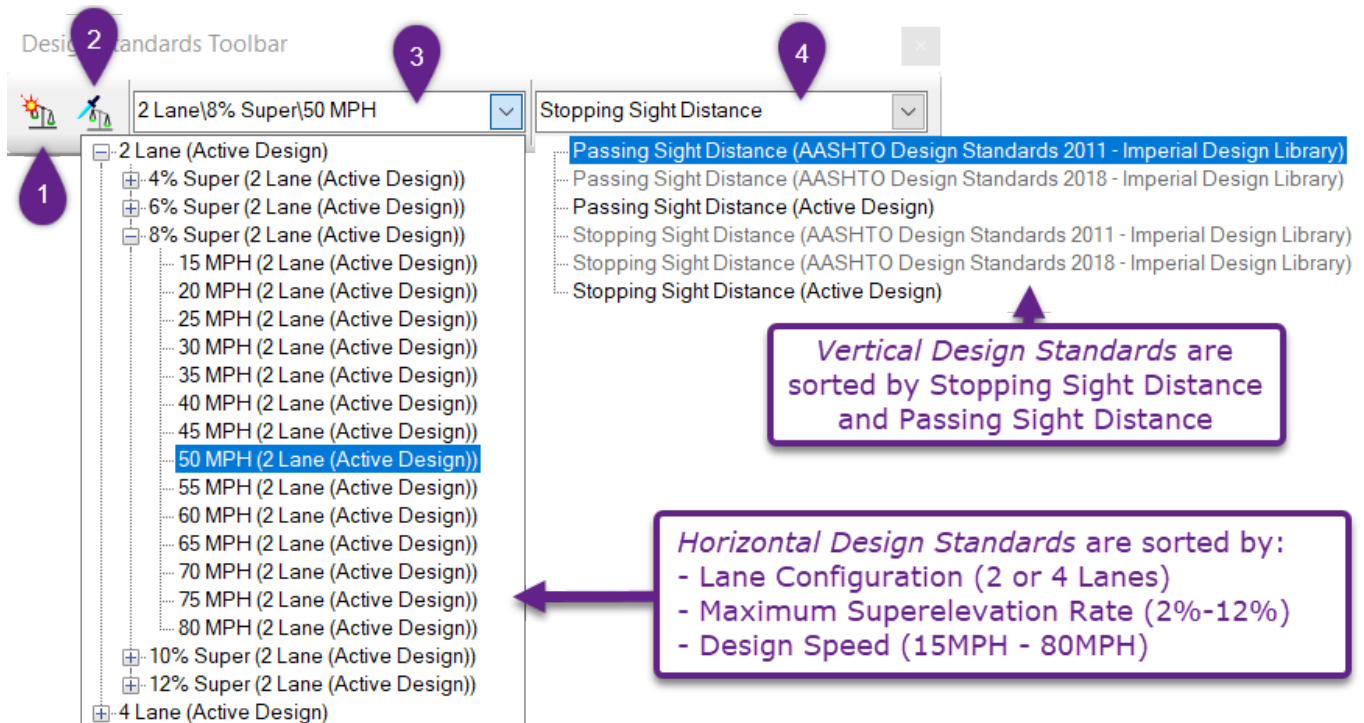 Design Standards Toolbar
2
3
4
1
2 Lane\8% Super\50 MPH
Stopping Sight Distance
2 Lane (Active Design)
4% Super (2 Lane (Active Design))
6% Super (2 Lane (Active Design))
8% Super (2 Lane (Active Design))
15 MPH (2 Lane (Active Design))
20 MPH (2 Lane (Active Design))
25 MPH (2 Lane (Active Design))
30 MPH (2 Lane (Active Design))
35 MPH (2 Lane (Active Design))
40 MPH (2 Lane (Active Design))
45 MPH (2 Lane (Active Design))
50 MPH (2 Lane (Active Design))
55 MPH (2 Lane (Active Design))
60 MPH (2 Lane (Active Design))
65 MPH (2 Lane (Active Design))
70 MPH (2 Lane (Active Design))
75 MPH (2 Lane (Active Design))
80 MPH (2 Lane (Active Design))
10% Super (2 Lane (Active Design))
12% Super (2 Lane (Active Design))
4 Lane (Active Design)
Passing Sight Distance (AASHTO Design Standards 2011 - Imperial Design Library)
Passing Sight Distance (AASHTO Design Standards 2018 - Imperial Design Library)
Passing Sight Distance (Active Design)
Stopping Sight Distance (AASHTO Design Standards 2011 - Imperial Design Library)
Stopping Sight Distance (AASHTO Design Standards 2018 - Imperial Design Library)
Stopping Sight Distance (Active Design)
Vertical Design Standards are
sorted by Stopping Sight Distance
and Passing Sight Distance
Horizontal Design Standards are sorted by:
- Lane Configuration (2 or 4 Lanes)
- Maximum Superelevation Rate (2%-12%)
- Design Speed (15MPH - 80MPH)